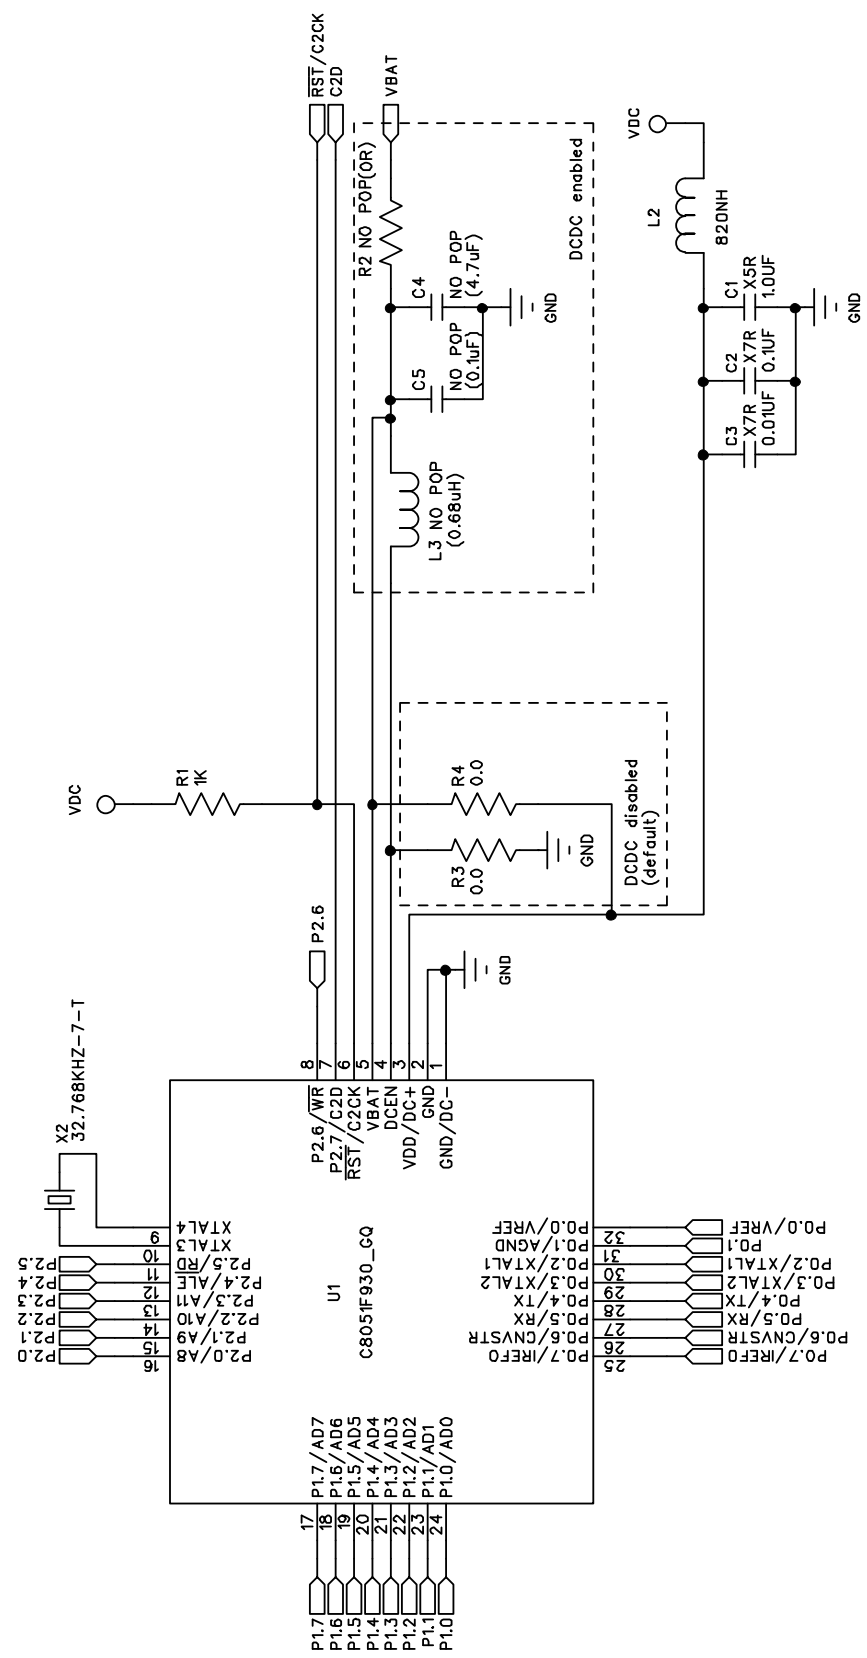 RST/C2CK
C2D
VBAT
R2 NO POP(0R)
C4
NO POP
(4.7uF)
GND
C5
NO POP
(0.1uF)
L3 NO POP
(0.68uH)
DCDC enabled
VDC
L2
820NH
C1
X5R
1.0UF
C2
X7R
0.1UF
C3
X7R
0.01UF
GND
VDC
R1
1K
R4
0.0
R3
0.0
GND
DCDC disabled
(default)
P2.6
GND
X2
32.768KHZ-7-T
8
7
6
5
4
3
2
1
P2.6/WR
P2.7/C2D
RST/C2CK
VBAT
DCEN
VDD/DC+
GND
GND/DC-
9
10
11
12
13
14
15
16
XTAL4
XTAL3
P2.5/RD
P2.4/ALE
P2.3/A11
P2.2/A10
P2.1/A9
P2.0/A8
P2.5
P2.4
P2.3
P2.2
P2.1
P2.0
U1
C8051F930_GQ
P0.0/VREF
P0.1/AGND
P0.2/XTAL1
P0.3/XTAL2
P0.4/TX
P0.5/RX
P0.6/CNVSTR
P0.7/IREF0
32
31
30
29
28
27
26
25
P0.0/VREF
P0.1
P0.2/XTAL1
P0.3/XTAL2
P0.4/TX
P0.5/RX
P0.6/CNVSTR
P0.7/IREF0
P1.7/AD7
P1.6/AD6
P1.5/AD5
P1.4/AD4
P1.3/AD3
P1.2/AD2
P1.1/AD1
P1.0/AD0
17
18
19
20
21
22
23
24
P1.7
P1.6
P1.5
P1.4
P1.3
P1.2
P1.1
P1.0